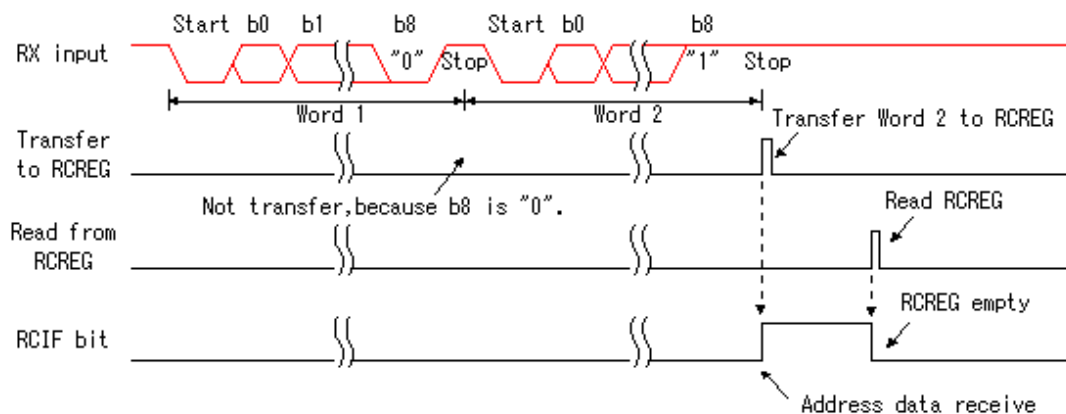 Start b0 b1 b8 Start b0 b8
RX input "0" Stop "1" Stop
Word 1 Word 2
Transfer Word 2 to RCREG
Transfer
to RCREG
Not transfer,because b8 is "0".
Read RCREG
Read from
RCREG
RCREG empty
RCIF bit
Address data receive